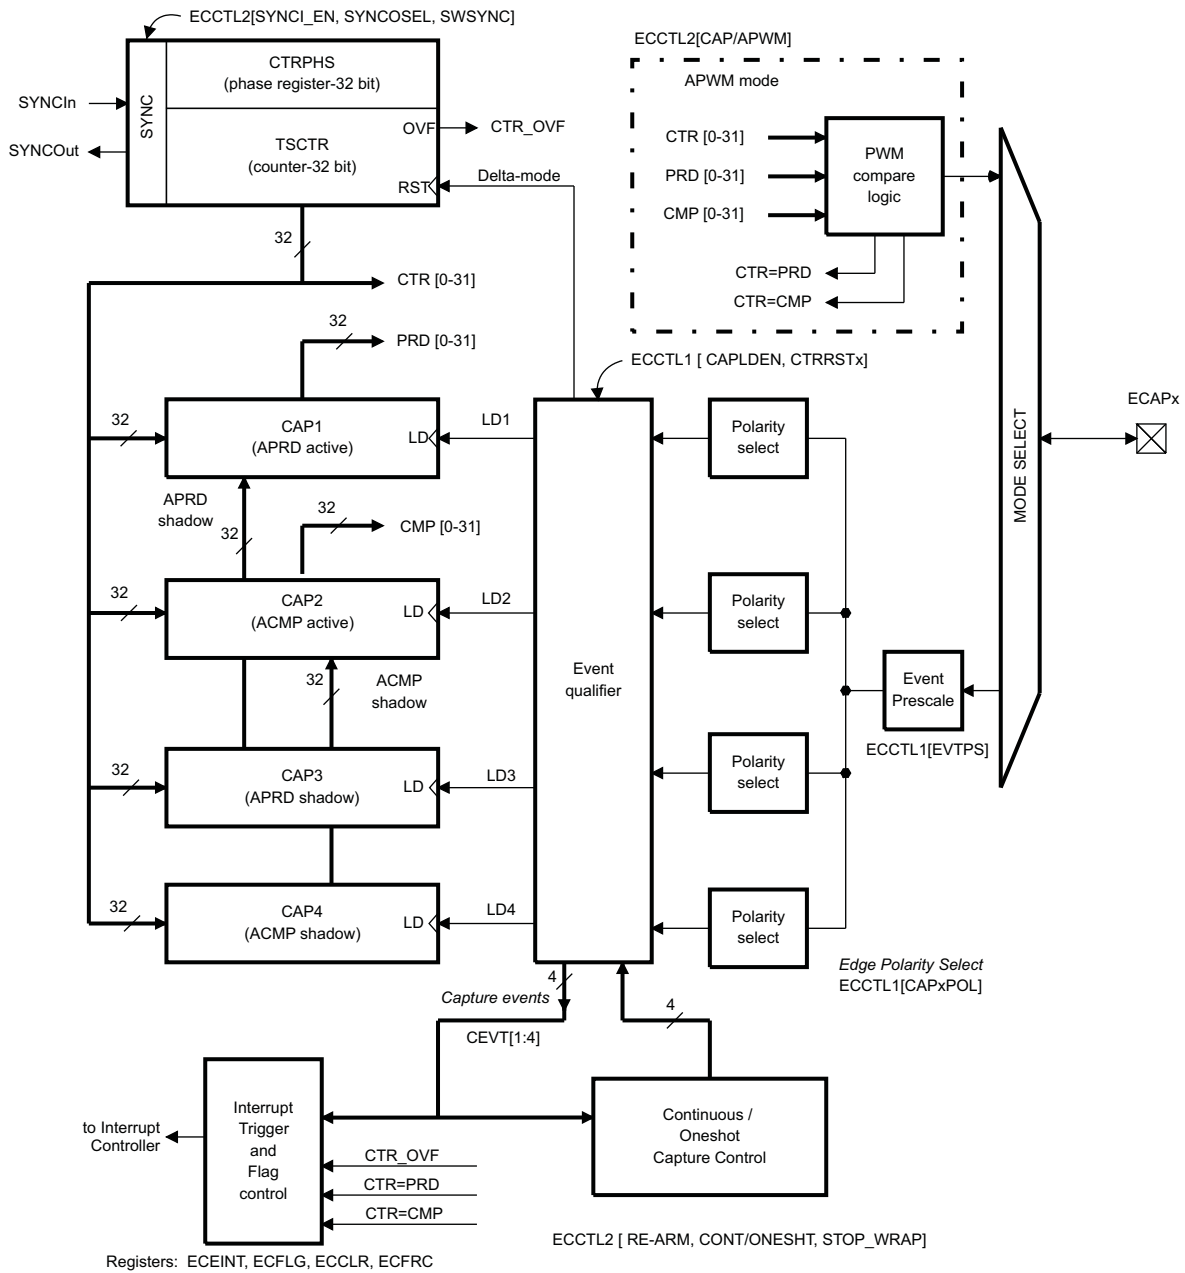 ECCTL2[SYNCI_EN, SYNCOSEL, SWSYNC]
SYNCIn
SYNCOut
SYNC
CTRPHS
(phase register-32 bit)
TSCTR
(counter-32 bit)
OVF
RST
CTR_OVF
Delta-mode
ECCTL2[CAP/APWM]
APWM mode
CTR [0-31]
PRD [0-31]
CMP [0-31]
PWM
compare
logic
CTR=PRD
CTR=CMP
32
CTR [0-31]
32
PRD [0-31]
ECCTL1 [ CAPLDEN, CTRRSTx]
32
CAP1
(APRD active)
LD
LD1
Polarity
select
MODE SELECT
ECAPx
APRD
shadow
32
32
CMP [0-31]
32
CAP2
(ACMP active)
LD
LD2
Polarity
select
Event
qualifier
32
ACMP
shadow
Event
Prescale
ECCTL1[EVTPS]
32
CAP3
(APRD shadow)
LD
LD3
Polarity
select
32
CAP4
(ACMP shadow)
LD
LD4
Polarity
select
Edge Polarity Select
ECCTL1[CAPxPOL]
4
Capture events
CEVT[1:4]
4
to Interrupt
Controller
Interrupt
Trigger
and
Flag
control
CTR_OVF
CTR=PRD
CTR=CMP
Continuous /
Oneshot
Capture Control
ECCTL2 [ RE-ARM, CONT/ONESHT, STOP_WRAP]
Registers: ECEINT, ECFLG, ECCLR, ECFRC